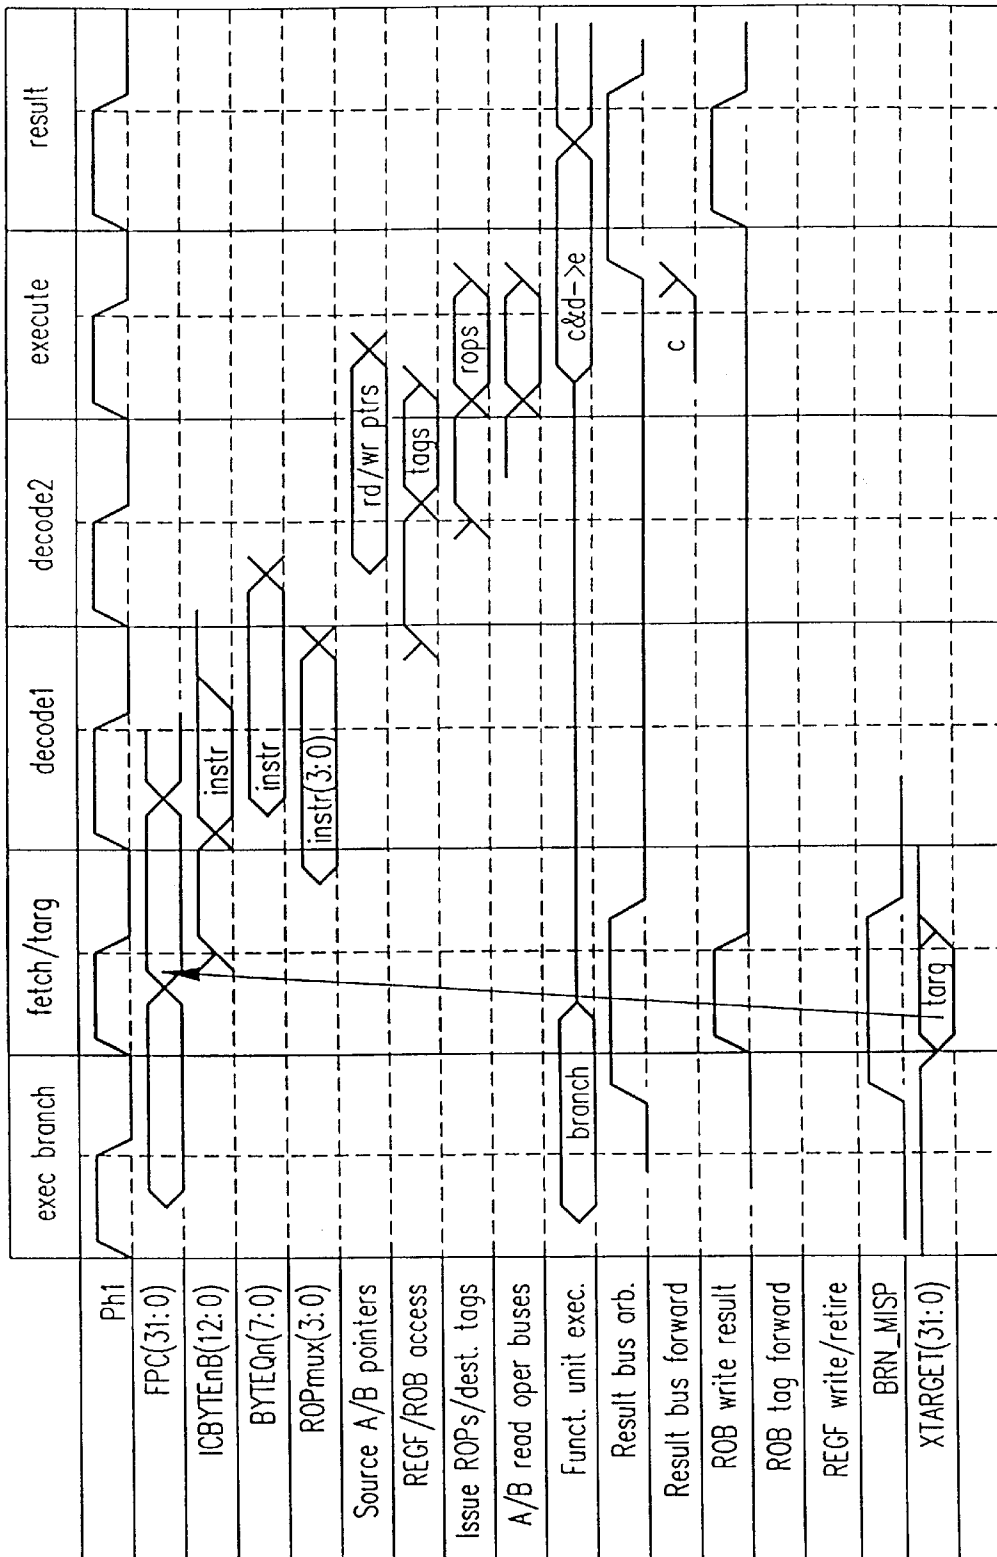 exec branch fetch/targ decode1 decode2 execute result
Ph1
FPC(31:0)
ICBYTEnB(12:0) instr
BYTEQn(7:0) instr
ROPmux(3:0) instr(3:0)
Source A/B pointers rd/wr ptrs
REGF/ROB access tags
Issue ROPs/dest. tags rops
A/B read oper buses
Funct. unit exec. branch c&d->e
Result bus arb.
Result bus forward c
ROB write result
ROB tag forward
REGF write/retire
BRN_MISP
XTARGET(31:0) targ